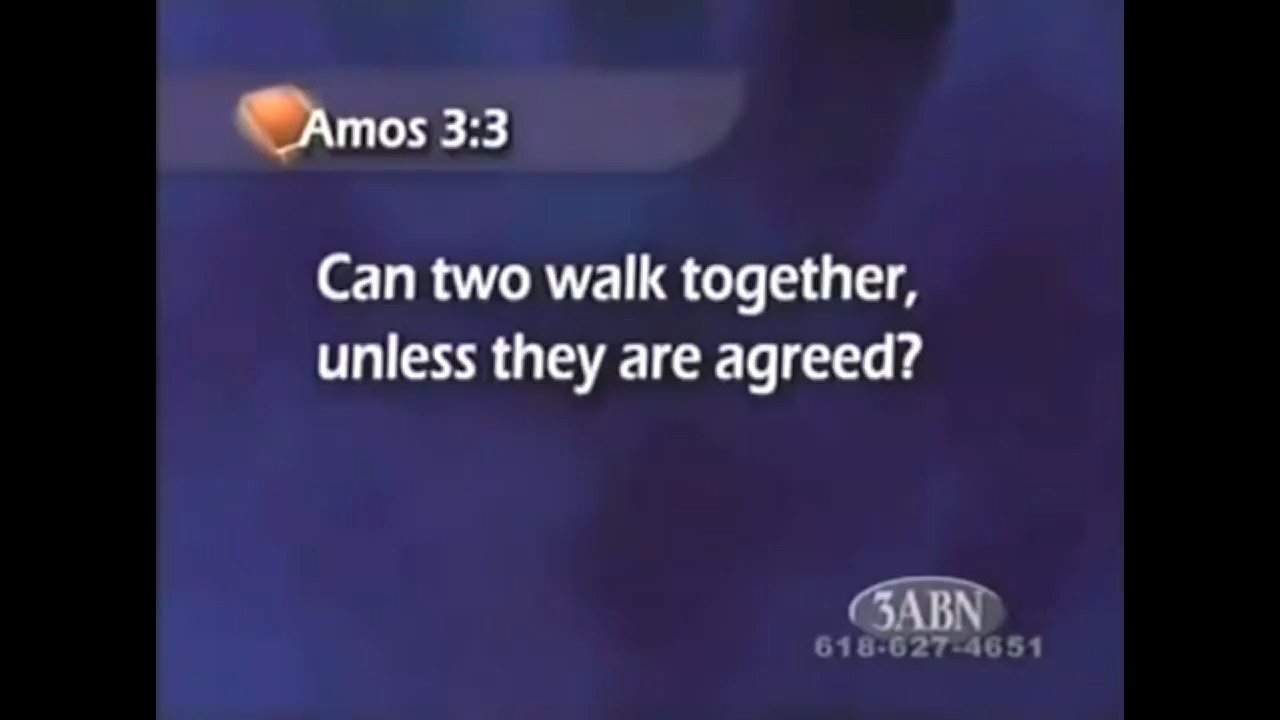 Amos 3:3
Can two walk together,
unless they are agreed?
3ABN
618-627-4651